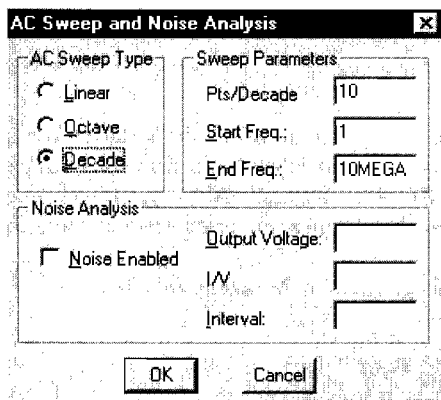 AC Sweep and Noise Analysis
AC Sweep Type
Linear
Octave
Decade
Sweep Parameters
Pts/Decade 10
Start Freq.: 1
End Freq.: 10MEGA
Noise Analysis
Noise Enabled
Output Voltage:
I/V
Interval:
OK Cancel